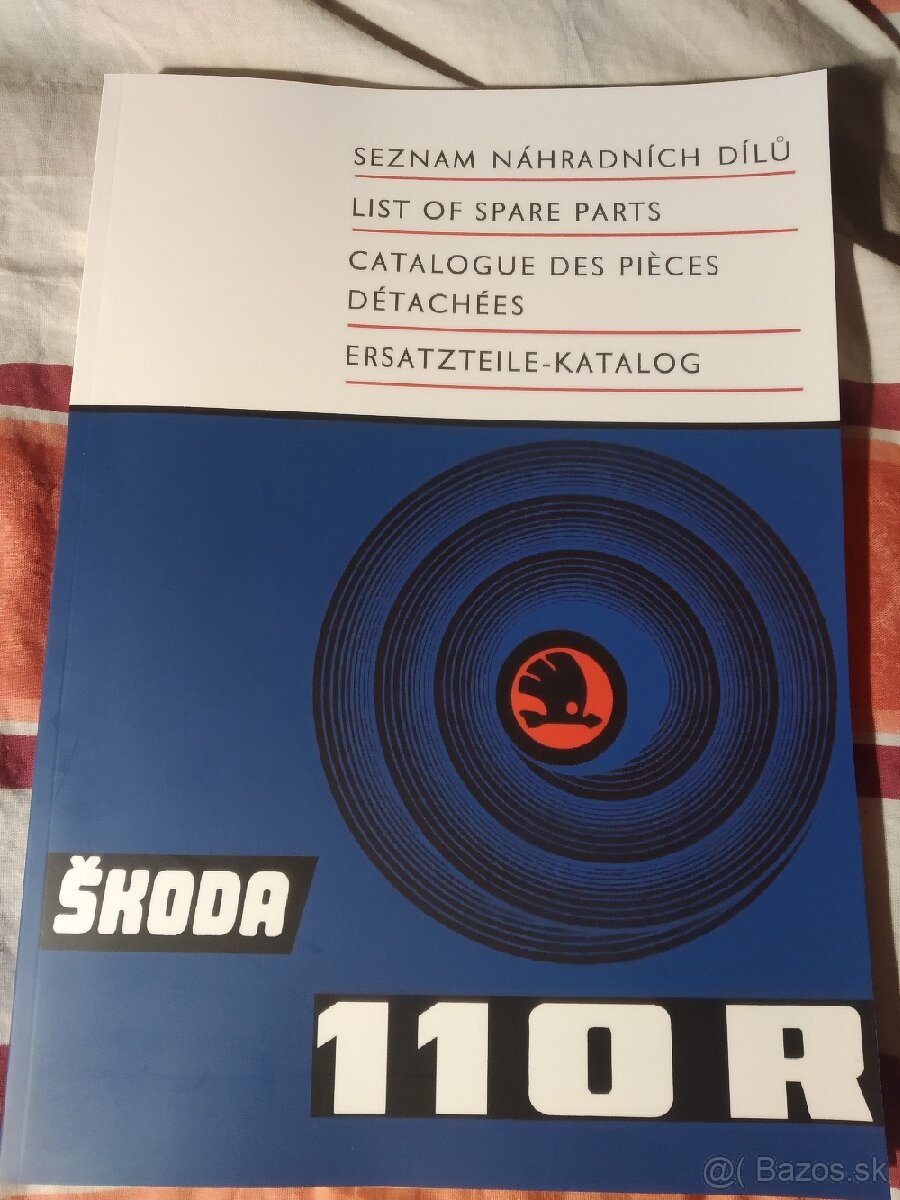 SEZNAM NÁHRADNÍCH DÍLŮ
LIST OF SPARE PARTS
CATALOGUE DES PIÈCES
DÉTACHÉES
ERSATZTEILE-KATALOG
ŠKODA
110 R
@( Bazos.sk